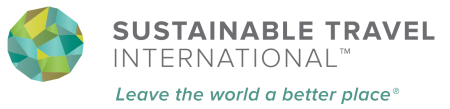 SUSTAINABLE TRAVEL
INTERNATIONAL™
Leave the world a better place®